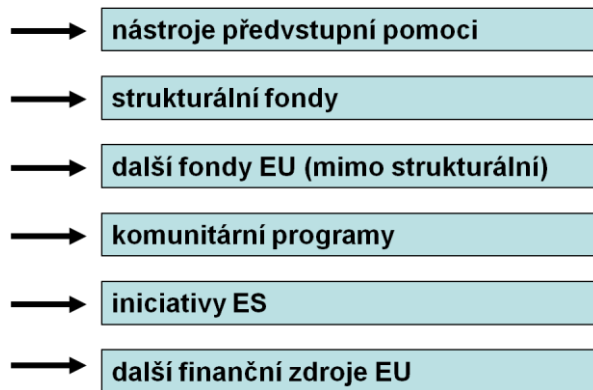 nástroje předvstupní pomoci
strukturální fondy
další fondy EU (mimo strukturální)
komunitární programy
iniciativy ES
další finanční zdroje EU